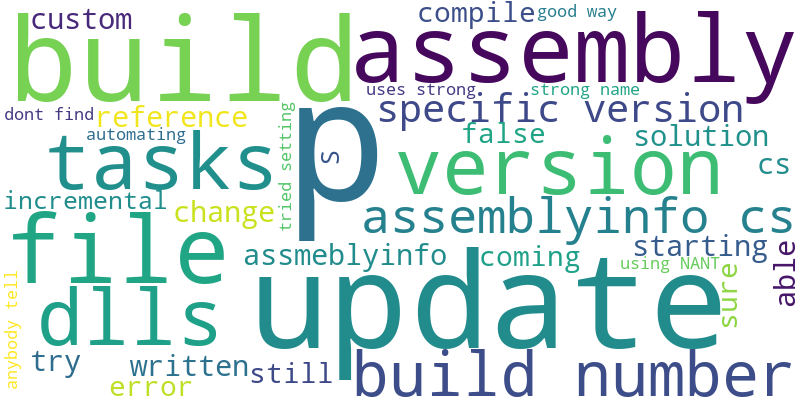 custom
build
compile
good way
assembly
uses strong
strong name
dont find
reference
automating
tasks
tried setting
p
s
specific version
false
solution
version
cs
incremental
change
assemblyinfo cs
file
assmeblyinfo
coming
starting
using NANT
able
sure
dlls
update
anybody tell
try
written
error
still
build number